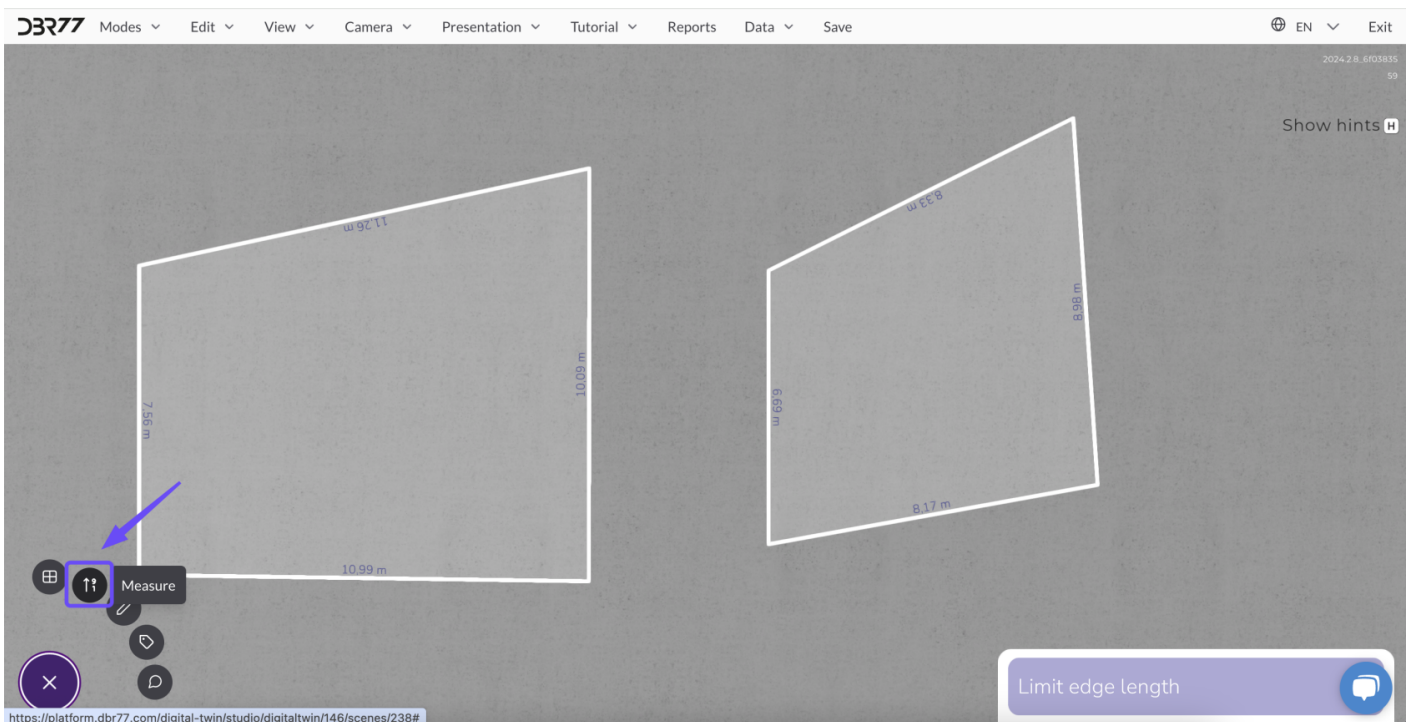 DBR77 Modes Edit View Camera Presentation Tutorial Reports Data Save EN Exit
2024.2.8_6f03835
59
Show hints H
11.26 m
8.33 m
8.98 m
10.09 m
7.56 m
6.69 m
8.17 m
10.99 m
Measure
Limit edge length
https://platform.dbr77.com/digital-twin/studio/digitaltwin/146/scenes/238#